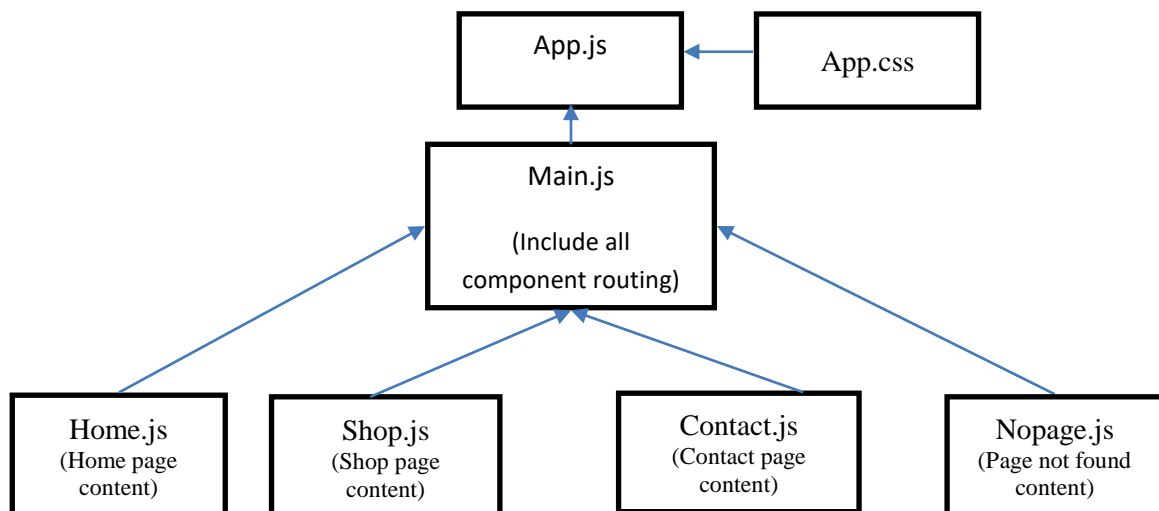 App.js
App.css
Main.js
(Include all
component routing)
Home.js
(Home page
content)
Shop.js
(Shop page
content)
Contact.js
(Contact page
content)
Nopage.js
(Page not found
content)